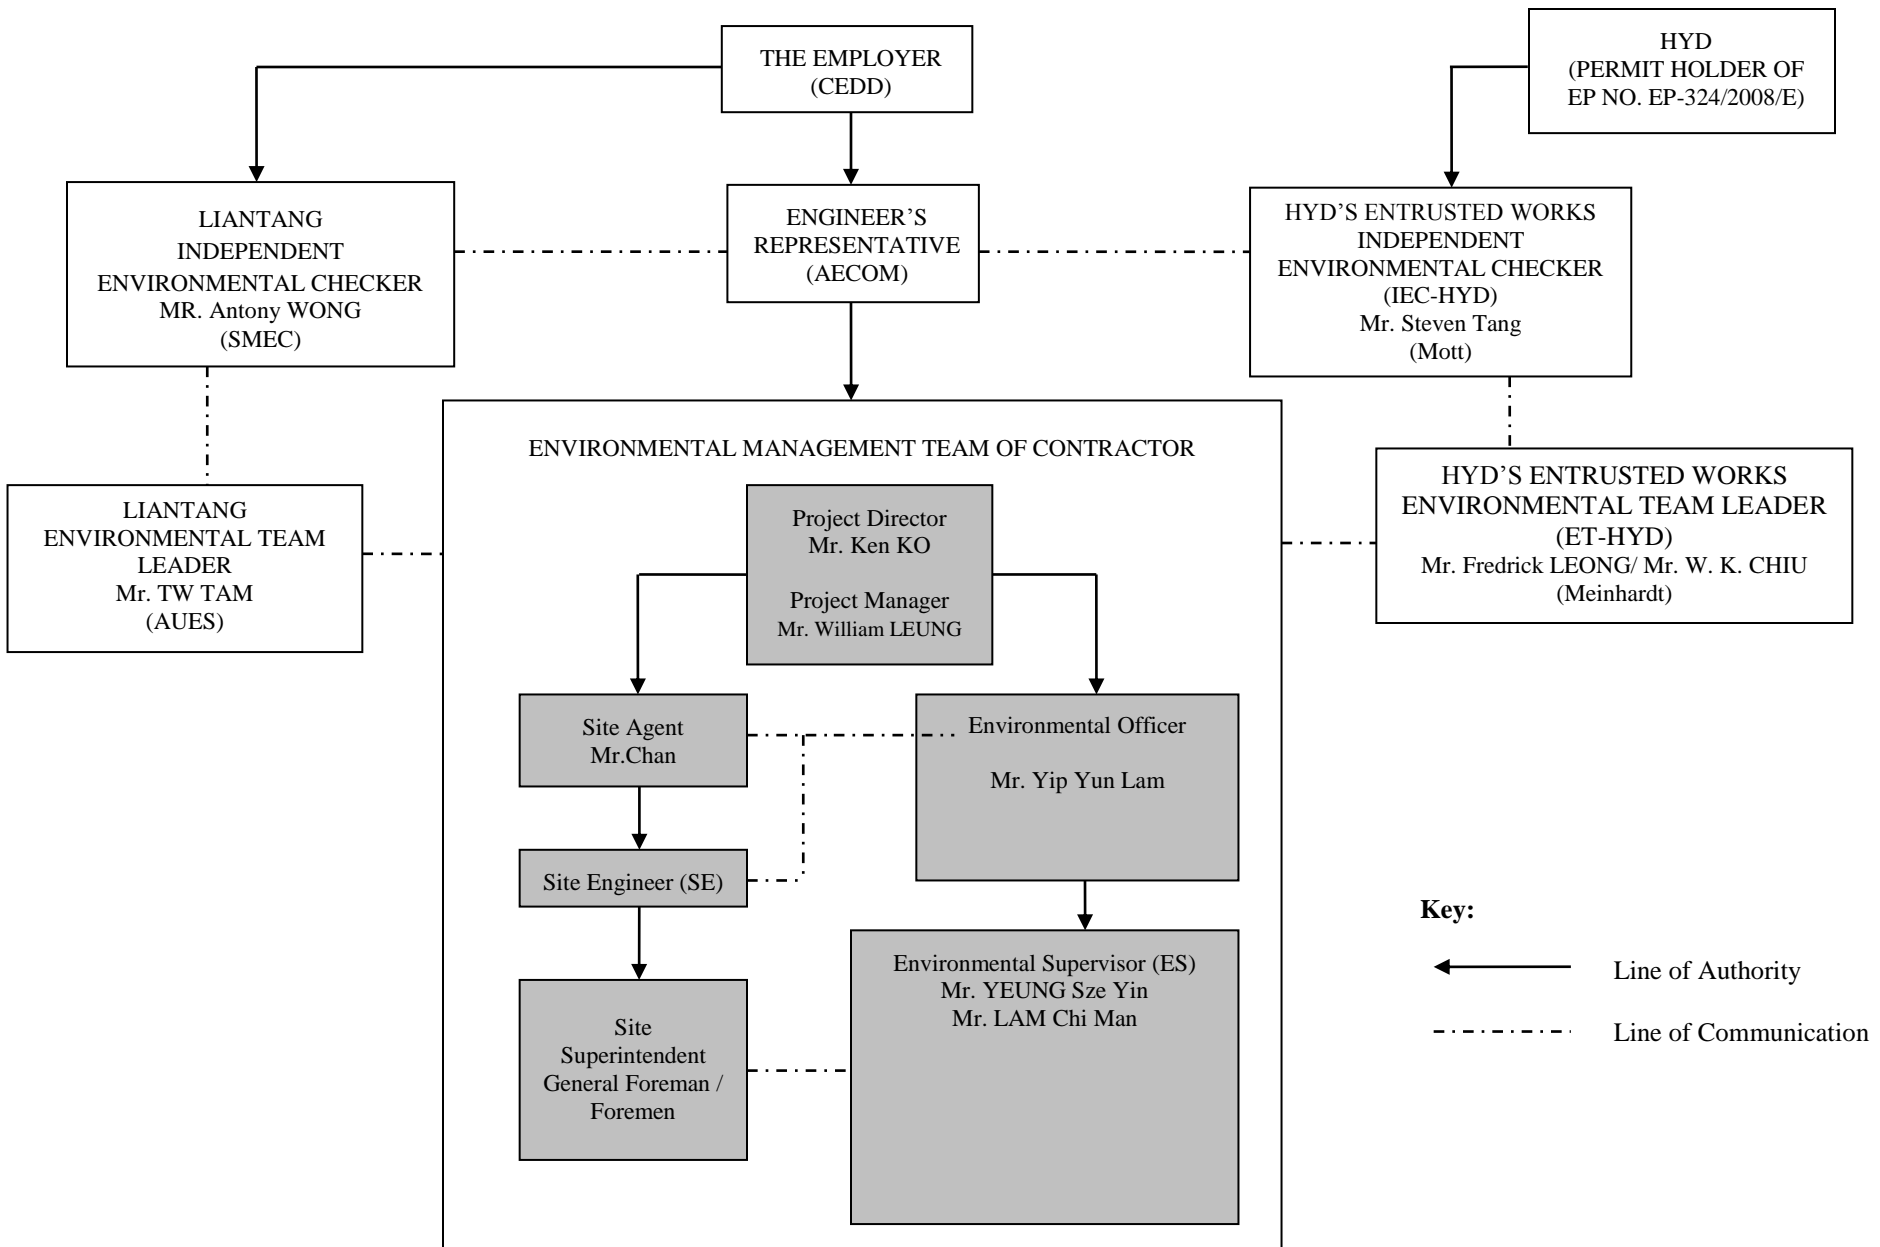 THE EMPLOYER
(CEDD)
HYD
(PERMIT HOLDER OF
EP NO. EP-324/2008/E)
LIANTANG
INDEPENDENT
ENVIRONMENTAL CHECKER
MR. Antony WONG
(SMEC)
ENGINEER’S
REPRESENTATIVE
(AECOM)
HYD’S ENTRUSTED WORKS
INDEPENDENT
ENVIRONMENTAL CHECKER
(IEC-HYD)
Mr. Steven Tang
(Mott)
LIANTANG
ENVIRONMENTAL TEAM
LEADER
Mr. TW TAM
(AUES)
ENVIRONMENTAL MANAGEMENT TEAM OF CONTRACTOR
HYD’S ENTRUSTED WORKS
ENVIRONMENTAL TEAM LEADER
(ET-HYD)
Mr. Fredrick LEONG/ Mr. W. K. CHIU
(Meinhardt)
Project Director
Mr. Ken KO
Project Manager
Mr. William LEUNG
Site Agent
Mr.Chan
Environmental Officer
Mr. Yip Yun Lam
Site Engineer (SE)
Environmental Supervisor (ES)
Mr. YEUNG Sze Yin
Mr. LAM Chi Man
Site
Superintendent
General Foreman /
Foremen
Key:
Line of Authority
Line of Communication